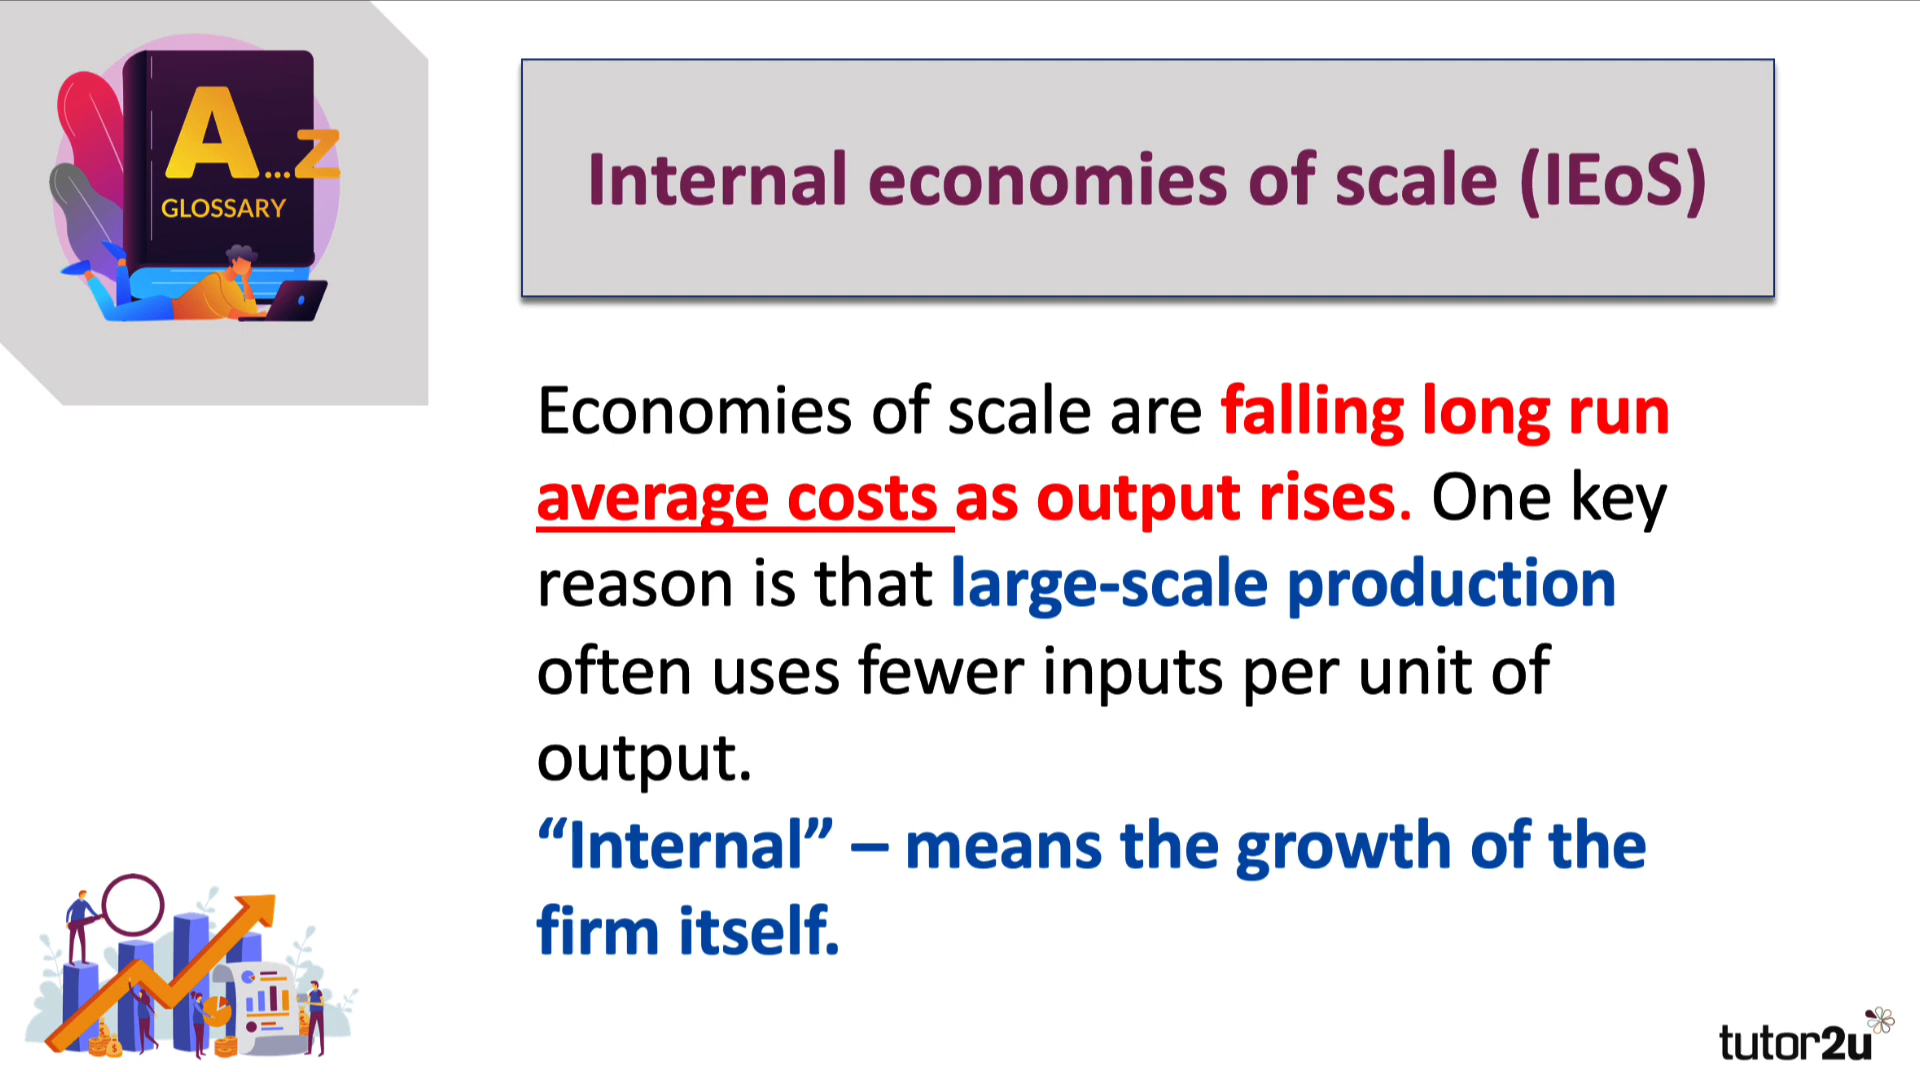 A...Z
GLOSSARY
Internal economies of scale (IEoS)
Economies of scale are falling long run
average costs as output rises. One key
reason is that large-scale production
often uses fewer inputs per unit of
output.
“Internal” – means the growth of the
firm itself.
tutor2u